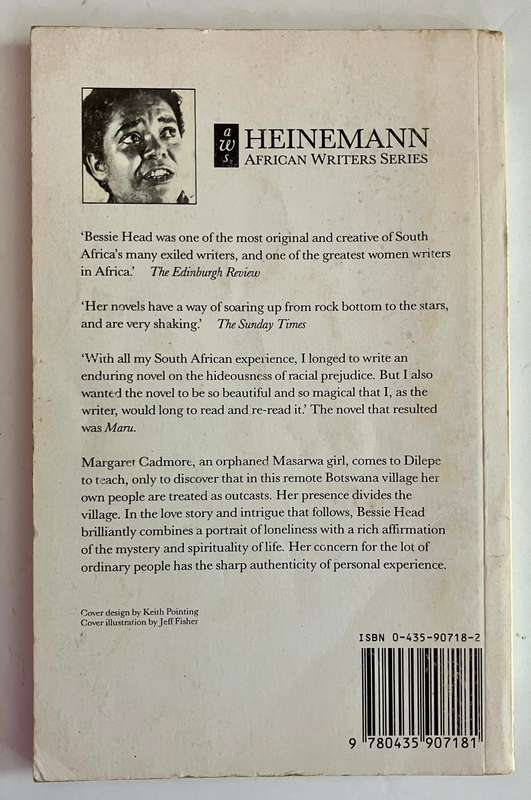 a
w
s
HEINEMANN
AFRICAN WRITERS SERIES
‘Bessie Head was one of the most original and creative of South
Africa’s many exiled writers, and one of the greatest women writers
in Africa.’ The Edinburgh Review
‘Her novels have a way of soaring up from rock bottom to the stars,
and are very shaking.’ The Sunday Times
‘With all my South African experience, I longed to write an
enduring novel on the hideousness of racial prejudice. But I also
wanted the novel to be so beautiful and so magical that I, as the
writer, would long to read and re-read it.’ The novel that resulted
was Maru.
Margaret Cadmore, an orphaned Masarwa girl, comes to Dilepe
to teach, only to discover that in this remote Botswana village her
own people are treated as outcasts. Her presence divides the
village. In the love story and intrigue that follows, Bessie Head
brilliantly combines a portrait of loneliness with a rich affirmation
of the mystery and spirituality of life. Her concern for the lot of
ordinary people has the sharp authenticity of personal experience.
Cover design by Keith Pointing
Cover illustration by Jeff Fisher
ISBN 0-435-90718-2
9 780435 907181